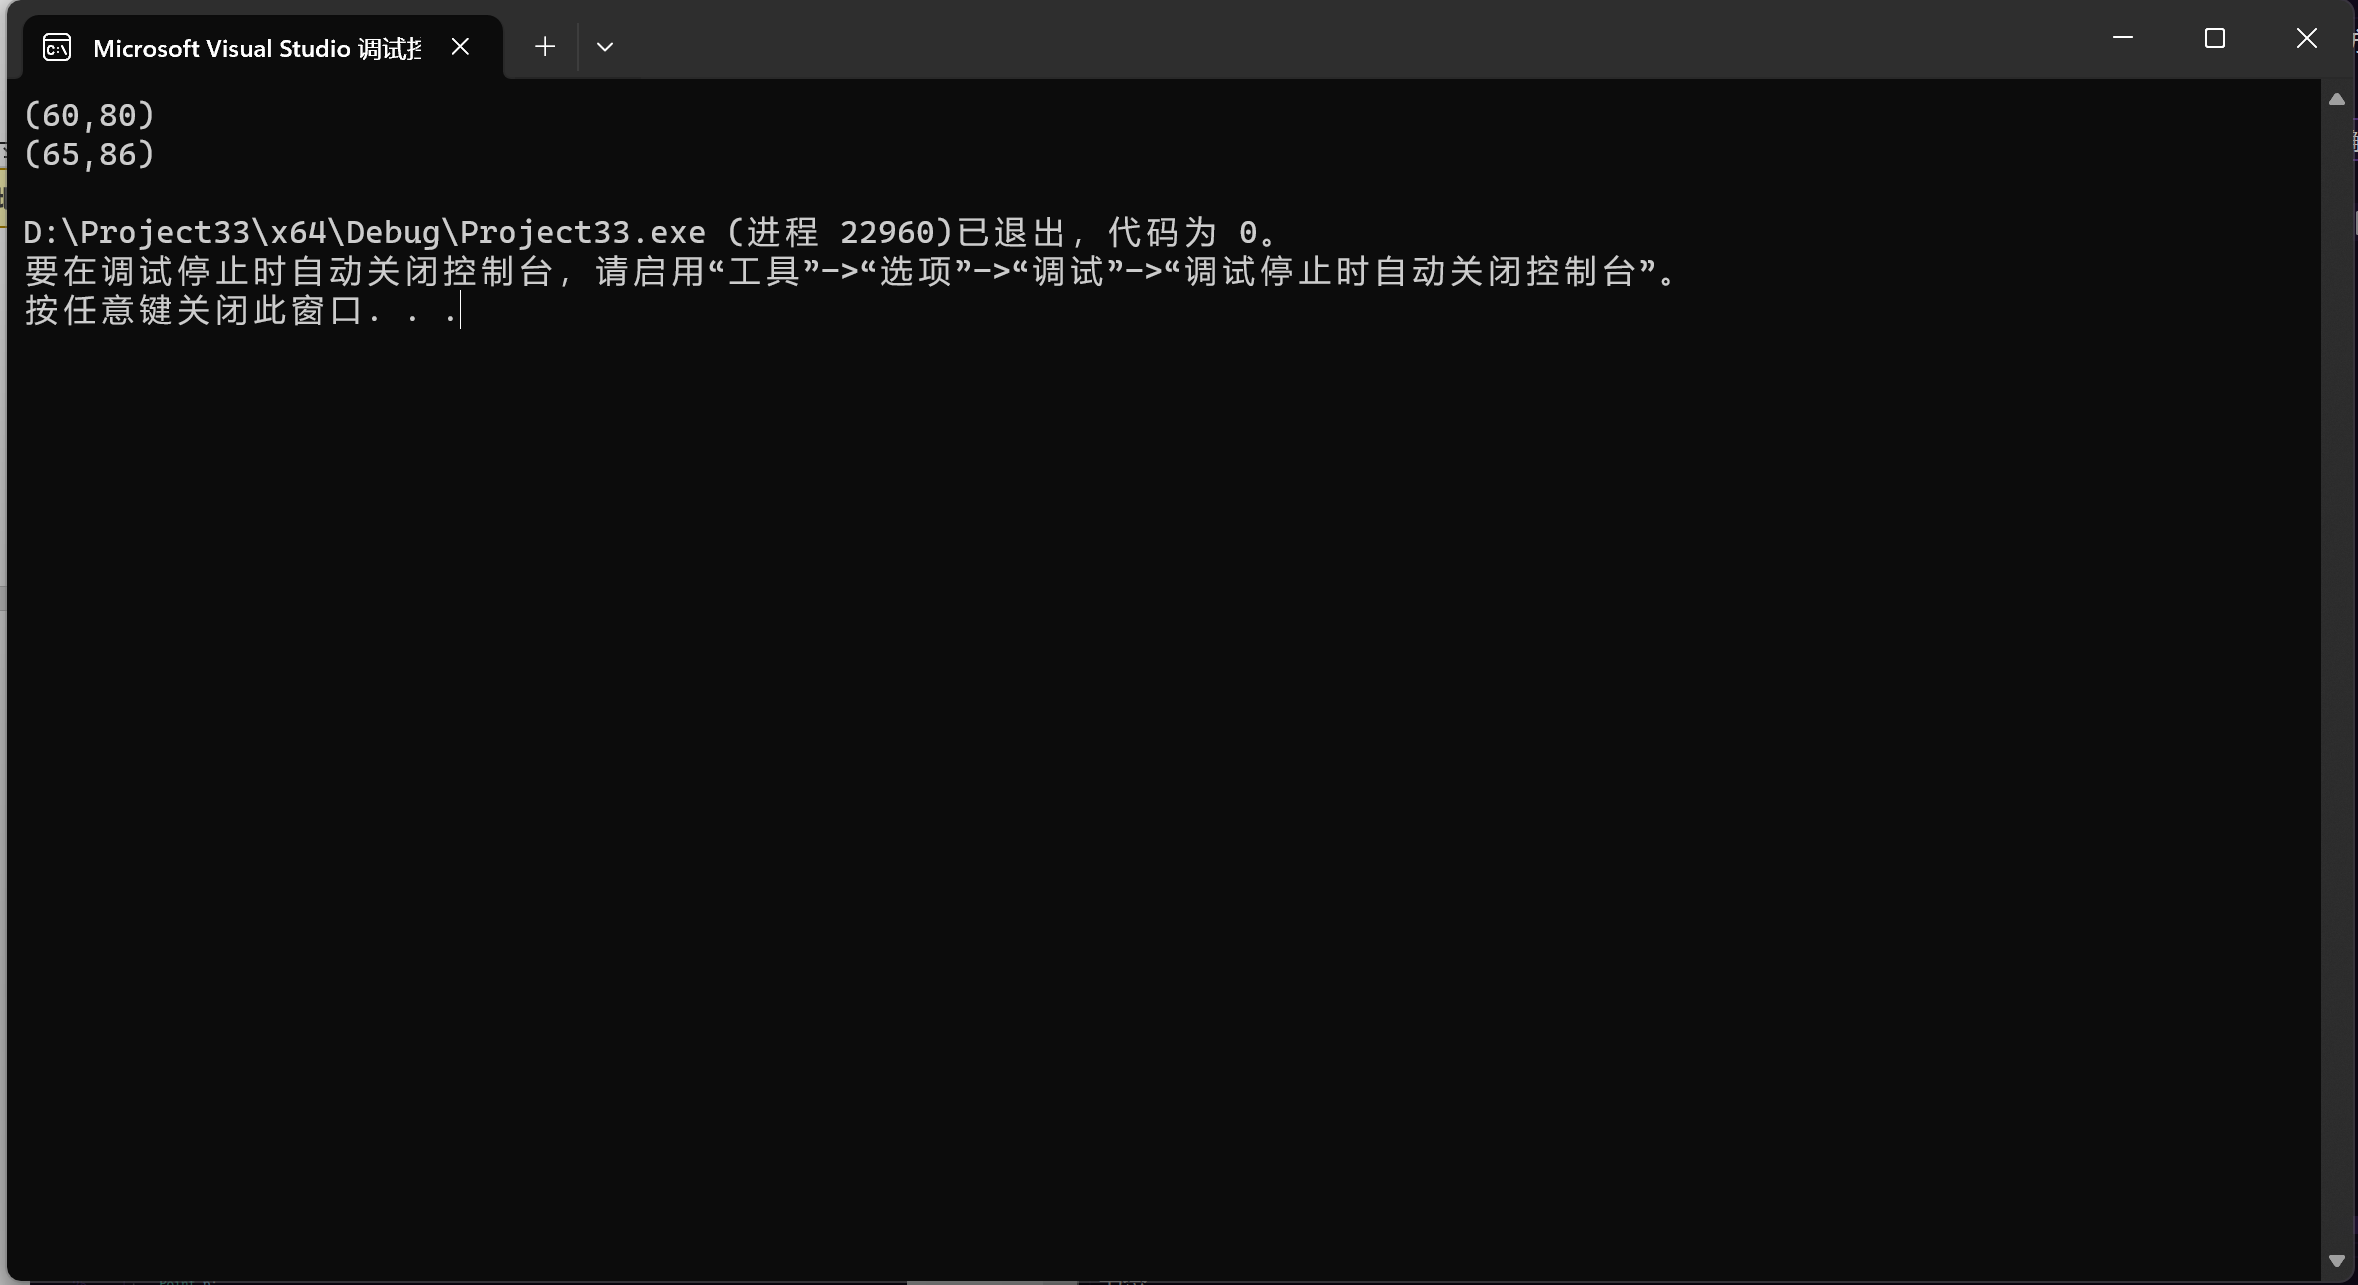 Microsoft Visual Studio 调试控
(60,80)
(65,86)
D:\Project33\x64\Debug\Project33.exe (进程 22960)已退出，代码为 0。
要在调试停止时自动关闭控制台，请启用“工具”->“选项”->“调试”->“调试停止时自动关闭控制台”。
按任意键关闭此窗口. . .